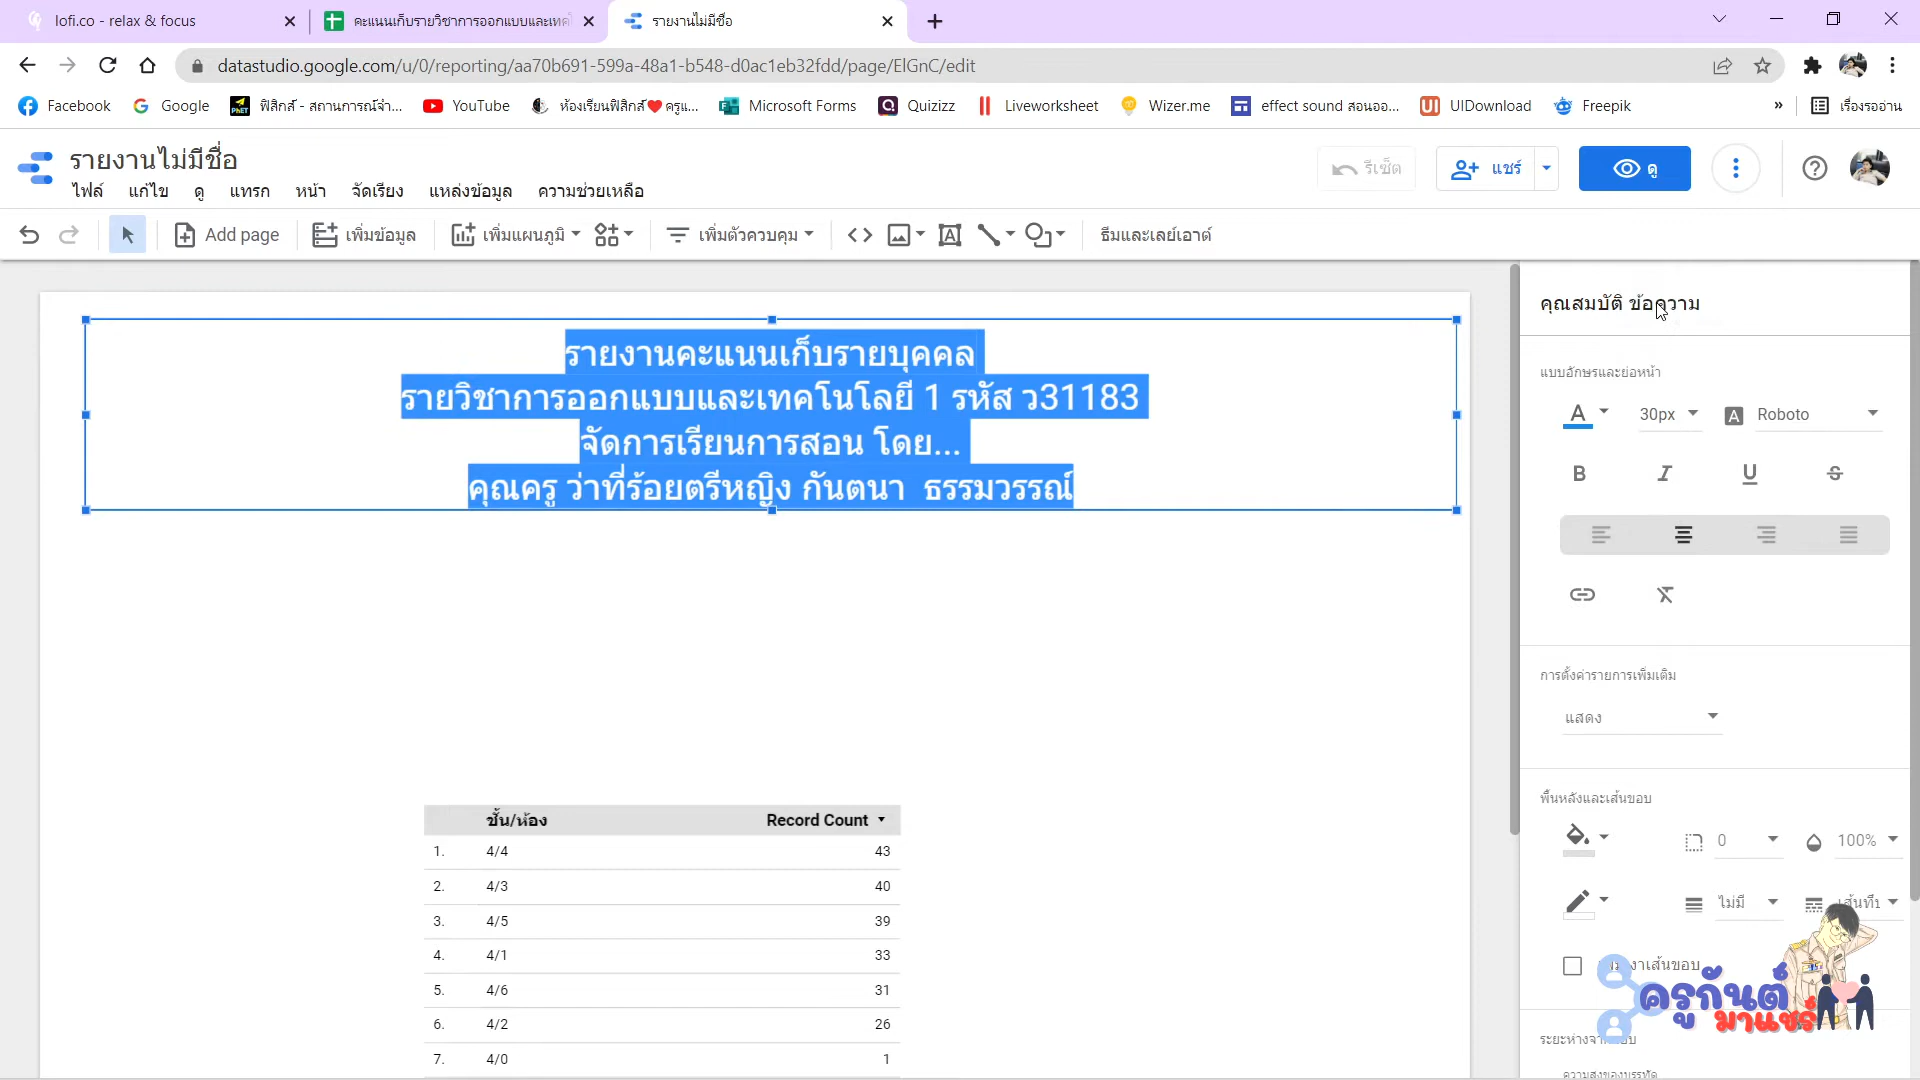 lofi.co - relax & focus
คะแนนเก็บรายวิชาการออกแบบและเทคโ
รายงานไม่มีชื่อ
datastudio.google.com/u/0/reporting/aa70b691-599a-48a1-b548-d0ac1eb32fdd/page/ElGnC/edit
Facebook
Google
ฟิสิกส์ - สถานการณ์จำ...
YouTube
ห้องเรียนฟิสิกส์❤ครูแ...
Microsoft Forms
Quizizz
Liveworksheet
Wizer.me
effect sound สอนออ...
UIDownload
Freepik
»
เรื่องรออ่าน
รายงานไม่มีชื่อ
ไฟล์ แก้ไข ดู แทรก หน้า จัดเรียง แหล่งข้อมูล ความช่วยเหลือ
รีเซ็ต
แชร์
ดู
Add page
เพิ่มข้อมูล
เพิ่มแผนภูมิ
เพิ่มตัวควบคุม
ธีมและเลย์เอาต์
รายงานคะแนนเก็บรายบุคคล
รายวิชาการออกแบบและเทคโนโลยี 1 รหัส ว31183
จัดการเรียนการสอน โดย...
คุณครู ว่าที่ร้อยตรีหญิง กันตนา ธรรมวรรณ์
ชั้น/ห้อง Record Count
1. 4/4 43
2. 4/3 40
3. 4/5 39
4. 4/1 33
5. 4/6 31
6. 4/2 26
7. 4/0 1
คุณสมบัติ ข้อความ
แบบอักษรและย่อหน้า
A 30px A Roboto
B I U S
การตั้งค่ารายการเพิ่มเติม
แสดง
พื้นหลังและเส้นขอบ
0 100%
ไม่มี
ครูกันต์
มาแชร์